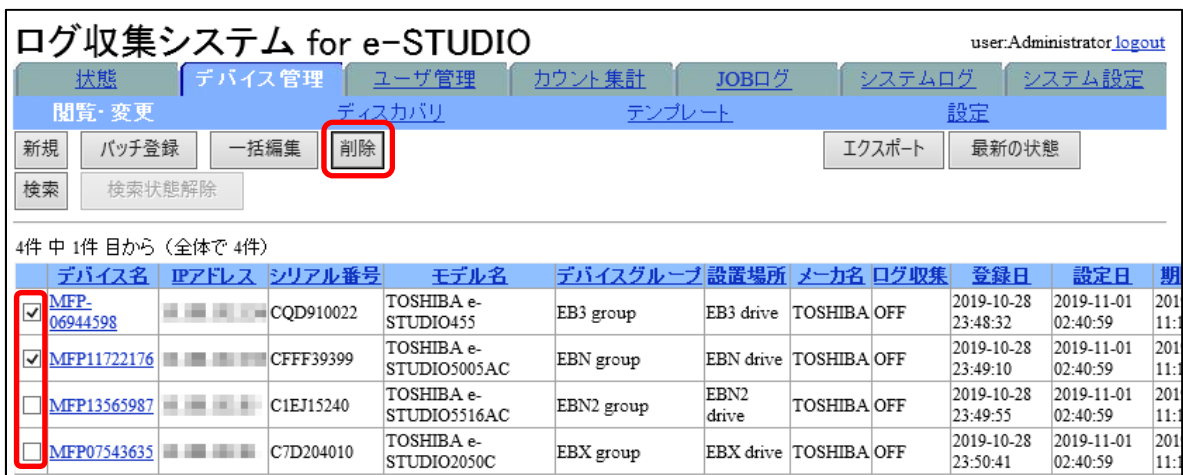 ログ収集システム for e-STUDIO
user:Administrator logout
状態 デバイス管理 ユーザ管理 カウント集計 JOBログ システムログ システム設定
閲覧・変更 ディスカバリ テンプレート 設定
新規 バッチ登録 一括編集 削除 エクスポート 最新の状態
検索 検索状態解除
4件 中 1件 目から (全体で 4件)
デバイス名 IPアドレス シリアル番号 モデル名 デバイスグループ 設置場所 メーカ名 ログ収集 登録日 設定日 期
MFP-06944598 CQD910022 TOSHIBA e-STUDIO455 EB3 group EB3 drive TOSHIBA OFF 2019-10-28 23:48:32 2019-11-01 02:40:59
MFP11722176 CFFF39399 TOSHIBA e-STUDIO5005AC EBN group EBN drive TOSHIBA OFF 2019-10-28 23:49:10 2019-11-01 02:40:59
MFP13565987 C1EJ15240 TOSHIBA e-STUDIO5516AC EBN2 group EBN2 drive TOSHIBA OFF 2019-10-28 23:49:55 2019-11-01 02:40:59
MFP07543635 C7D204010 TOSHIBA e-STUDIO2050C EBX group EBX drive TOSHIBA OFF 2019-10-28 23:50:41 2019-11-01 02:40:59